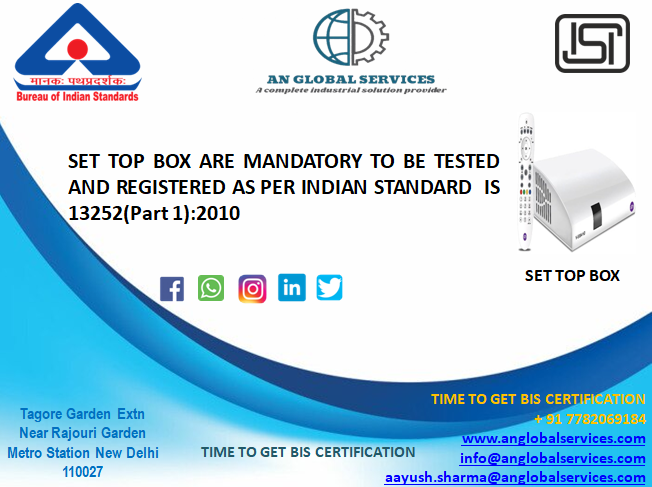 मानकः पथप्रदर्शकः
Bureau of Indian Standards
AN GLOBAL SERVICES
A complete industrial solution provider
ISI
SET TOP BOX ARE MANDATORY TO BE TESTED
AND REGISTERED AS PER INDIAN STANDARD IS
13252(Part 1):2010
SET TOP BOX
TIME TO GET BIS CERTIFICATION
+ 91 7782069184
www.anglobalservices.com
info@anglobalservices.com
aayush.sharma@anglobalservices.com
Tagore Garden Extn
Near Rajouri Garden
Metro Station New Delhi
110027
TIME TO GET BIS CERTIFICATION